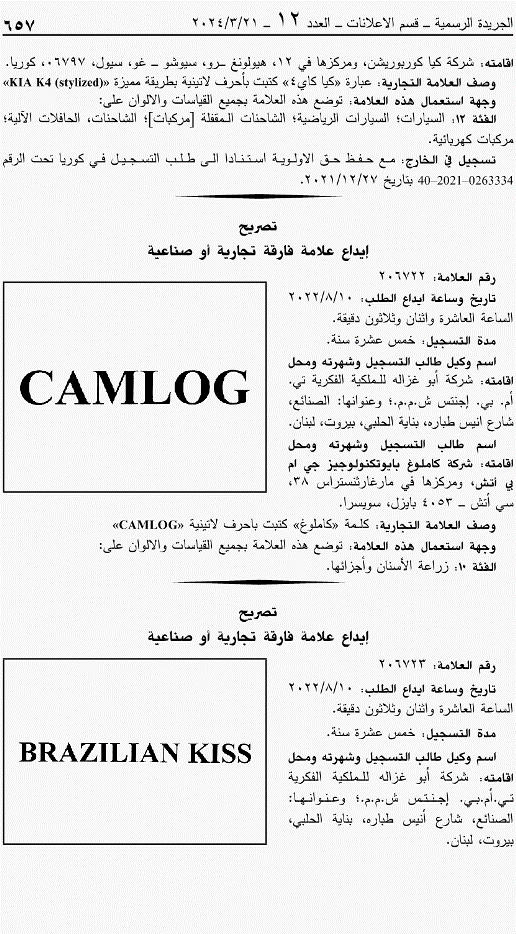 الجريدة الرسمية ــ قسم الاعلانات ــ العدد ١٢ ــ ٢٠٢٤/٣/٢١
٦٥٧
اقامته: شركة كيا كوربوريشن، ومركزها في ١٢، هيولونغ -رو، سيوشو – غو، سيول، ٠٦٧٩٧، كوريا.
وصف العلامة التجارية: عبارة «كيا كاي٤» كتبت بأحرف لاتينية بطريقة مميزة «KIA K4 (stylized)»
وجهة استعمال هذه العلامة: توضع هذه العلامة بجميع القياسات والالوان على:
الفئة ١٢: السيارات؛ السيارات الرياضية؛ الشاحنات المقفلة [مركبات]؛ الشاحنات، الحافلات الآلية؛
مركبات كهربائية.
تسجيل في الخارج: مع حفظ حق الاولوية استنادا الى طلب التسجيل في كوريا تحت الرقم
40–2021–0263334 بتاريخ ٢٠٢١/١٢/٢٧.
تصريح
إيداع علامة فارقة تجارية أو صناعية
رقم العلامة: ٢٠٦٧٢٢
تاريخ وساعة ايداع الطلب: ٢٠٢٢/٨/١٠
الساعة العاشرة واثنان وثلاثون دقيقة.
مدة التسجيل: خمس عشرة سنة.
اسم وكيل طالب التسجيل وشهرته ومحل
اقامته: شركة أبو غزاله للملكية الفكرية تي.
أم. بي. إجنتس ش.م.م.؛ وعنوانها: الصنائع،
شارع انيس طباره، بناية الحلبي، بيروت، لبنان.
اسم طالب التسجيل وشهرته ومحل
اقامته: شركة كاملوغ بايوتكنولوجيز جي ام
بي أتش، ومركزها في مارغارثنستراس ٣٨،
سي أتش – ٤٠٥٣ بايزل، سويسرا.
CAMLOG
وصف العلامة التجارية: كلمة «كاملوغ» كتبت باحرف لاتينية «CAMLOG»
وجهة استعمال هذه العلامة: توضع هذه العلامة بجميع القياسات والالوان على:
الفئة ١٠: زراعة الأسنان وأجزائها.
تصريح
إيداع علامة فارقة تجارية أو صناعية
رقم العلامة: ٢٠٦٧٢٣
تاريخ وساعة ايداع الطلب: ٢٠٢٢/٨/١٠
الساعة العاشرة واثنان وثلاثون دقيقة.
مدة التسجيل: خمس عشرة سنة.
اسم وكيل طالب التسجيل وشهرته ومحل
اقامته: شركة أبو غزاله للملكية الفكرية
تي.أم.بي. إجنتس ش.م.م.؛ وعنوانها:
الصنائع، شارع أنيس طباره، بناية الحلبي،
بيروت، لبنان.
BRAZILIAN KISS